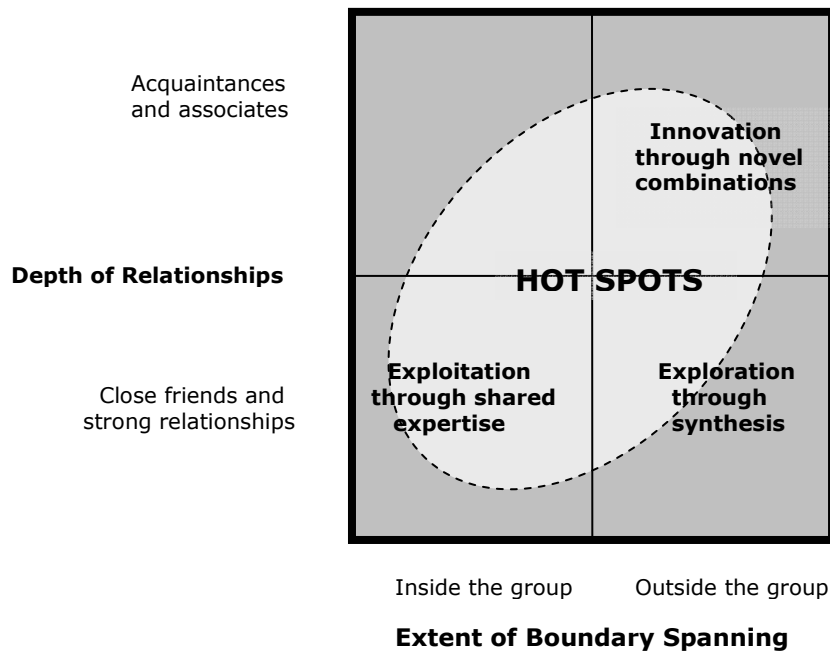 Acquaintances
and associates
Innovation
through novel
combinations
Depth of Relationships
HOT SPOTS
Close friends and
strong relationships
Exploitation
through shared
expertise
Exploration
through
synthesis
Inside the group
Outside the group
Extent of Boundary Spanning